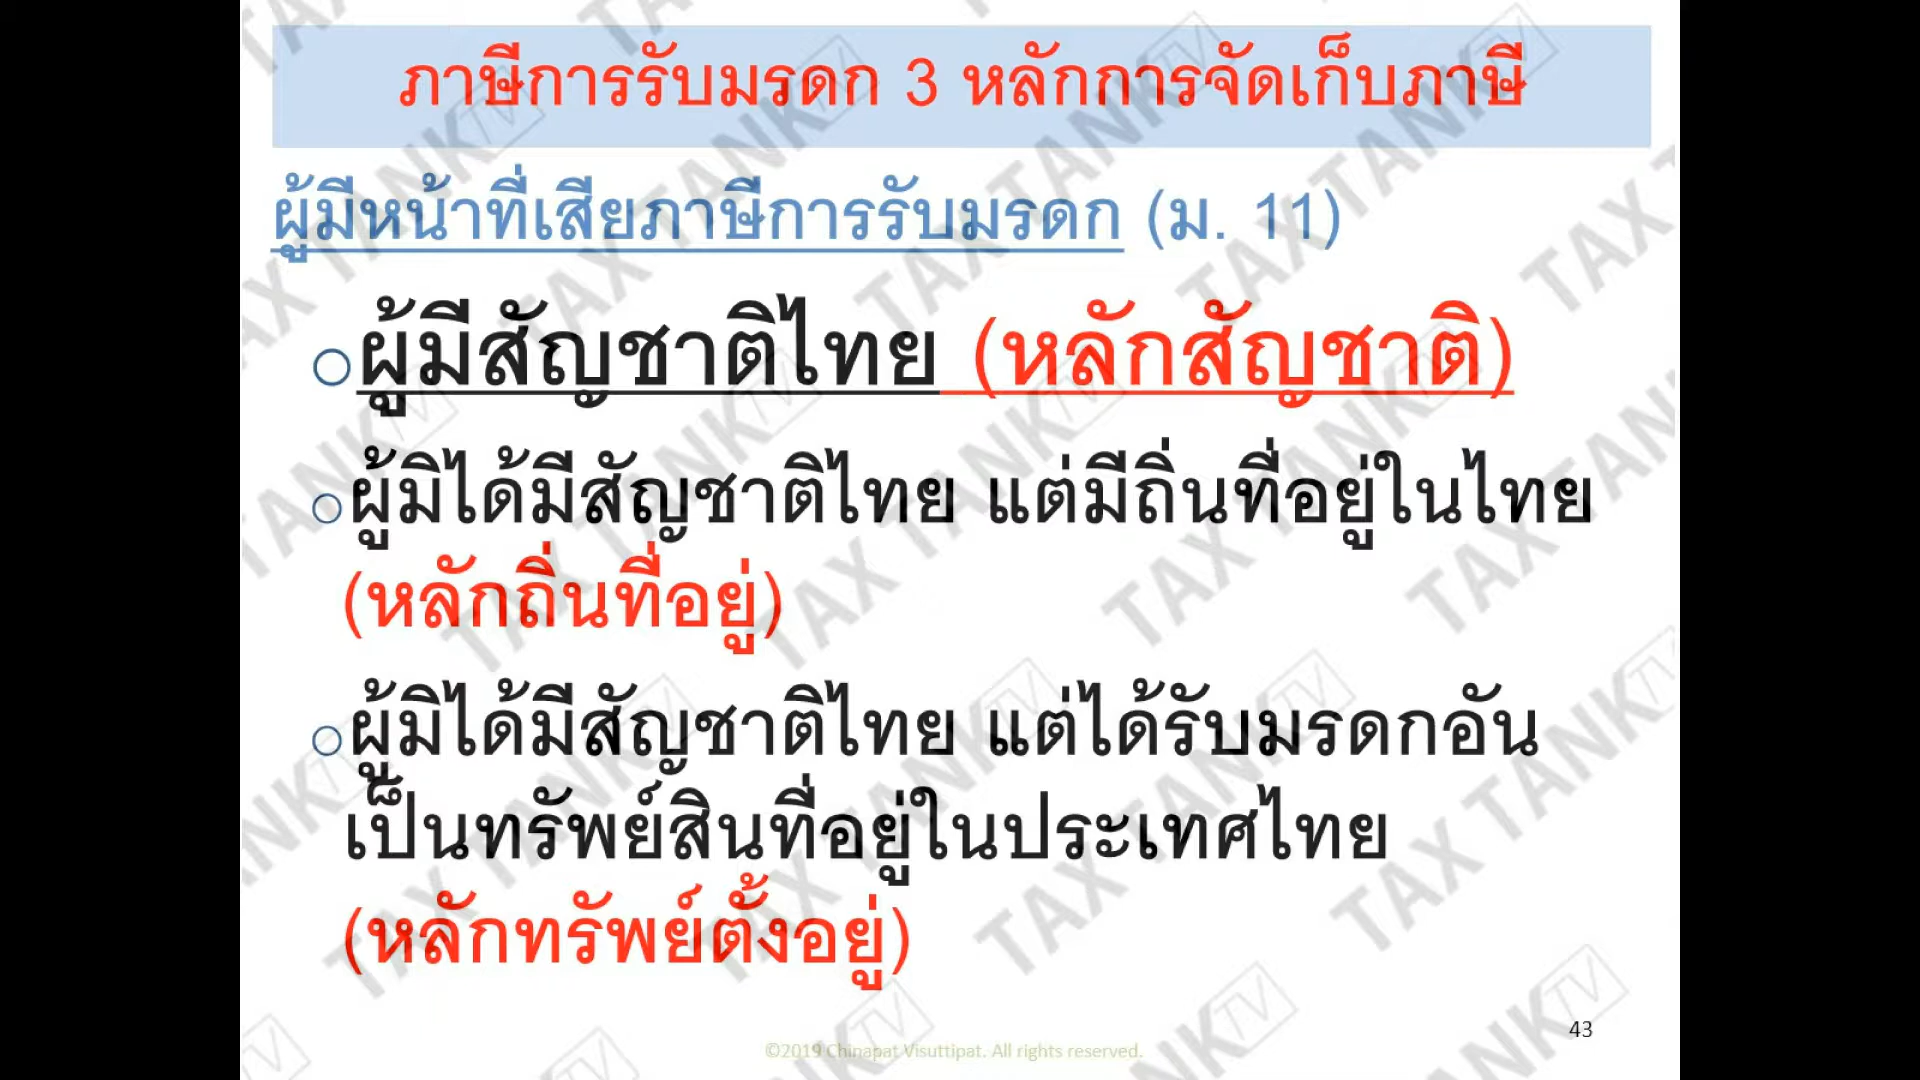 ภาษีการรับมรดก 3 หลักการจัดเก็บภาษี
ผู้มีหน้าที่เสียภาษีการรับมรดก (ม. 11)
ผู้มีสัญชาติไทย (หลักสัญชาติ)
ผู้มิได้มีสัญชาติไทย แต่มีถิ่นที่อยู่ในไทย
(หลักถิ่นที่อยู่)
ผู้มิได้มีสัญชาติไทย แต่ได้รับมรดกอัน
เป็นทรัพย์สินที่อยู่ในประเทศไทย
(หลักทรัพย์ตั้งอยู่)
43
©2019 Chinapat Visuttipat. All rights reserved.
TAX TANK TV